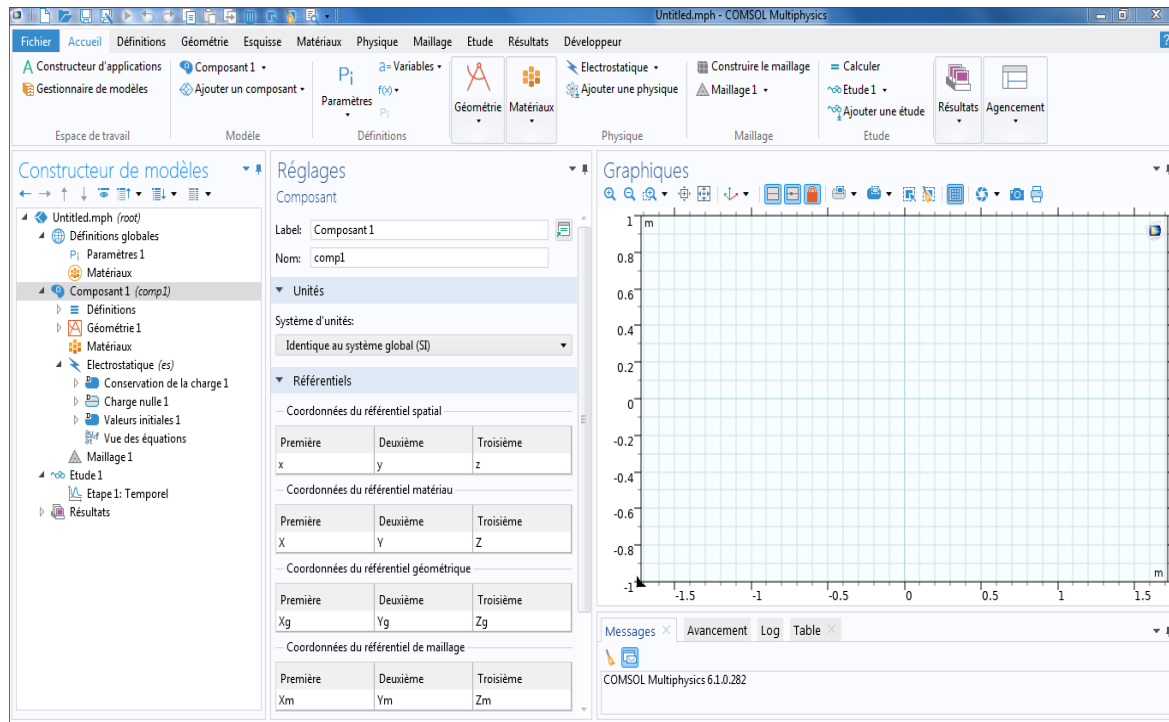 Untitled.mph - COMSOL Multiphysics
Fichier Accueil Définitions Géométrie Esquisse Matériaux Physique Maillage Etude Résultats Développeur
Constructeur d'applications
Gestionnaire de modèles
Espace de travail
Composant 1
Ajouter un composant
Modèle
Pi
Paramètres
a= Variables
f(x)
Pi
Définitions
Géométrie
Matériaux
Electrostatique
Ajouter une physique
Physique
Construire le maillage
Maillage 1
Maillage
= Calculer
Etude 1
Ajouter une étude
Etude
Résultats
Agencement
Constructeur de modèles
Untitled.mph (root)
Définitions globales
Pi Paramètres 1
Matériaux
Composant 1 (comp1)
Définitions
Géométrie 1
Matériaux
Electrostatique (es)
Conservation de la charge 1
Charge nulle 1
Valeurs initiales 1
Vue des équations
Maillage 1
Etude 1
Etape 1: Temporel
Résultats
Réglages
Composant
Label: Composant 1
Nom: comp1
Unités
Système d'unités:
Identique au système global (SI)
Référentiels
Coordonnées du référentiel spatial
Première Deuxième Troisième
x y z
Coordonnées du référentiel matériau
Première Deuxième Troisième
X Y Z
Coordonnées du référentiel géométrique
Première Deuxième Troisième
Xg Yg Zg
Coordonnées du référentiel de maillage
Première Deuxième Troisième
Xm Ym Zm
Graphiques
1 m
0.8
0.6
0.4
0.2
0
-0.2
-0.4
-0.6
-0.8
m
-1
-1.5 -1 -0.5 0 0.5 1 1.5
Messages Avancement Log Table
COMSOL Multiphysics 6.1.0.282